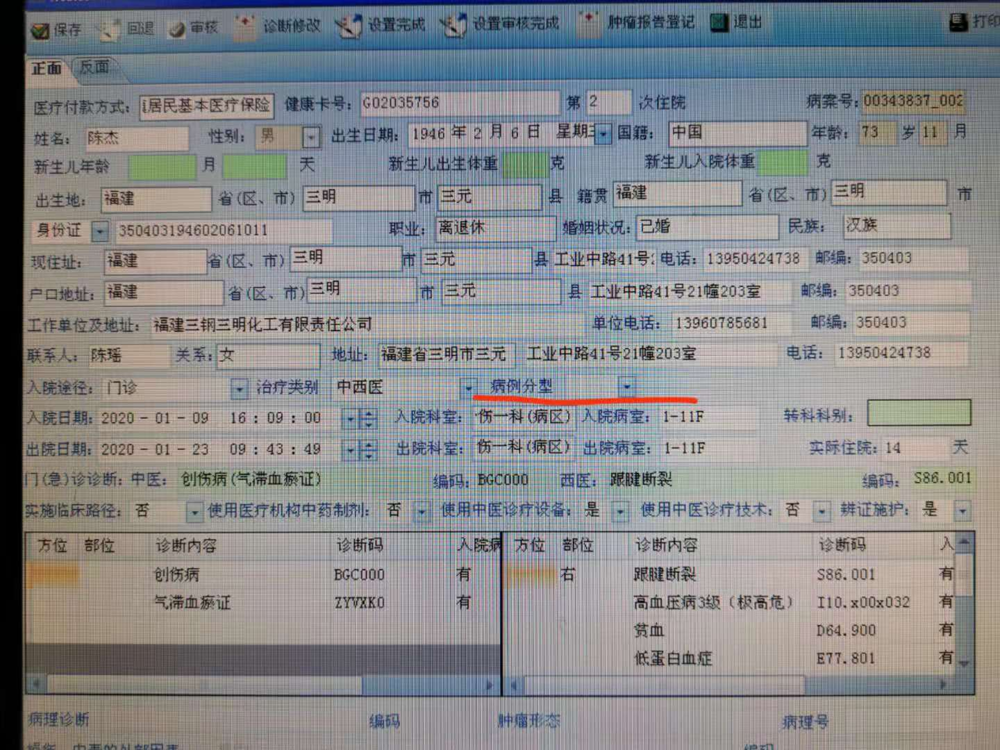 保存 回退 审核 诊断修改 设置完成 设置审核完成 肿瘤报告登记 退出 打印
正面 反面
医疗付款方式： 居民基本医疗保险 健康卡号： G02035756 第 2 次住院 病案号： 00343837_002
姓名： 陈杰 性别： 男 出生日期： 1946 年 2 月 6 日 星期三 国籍： 中国 年龄： 73 岁 11 月
新生儿年龄 月 天 新生儿出生体重 克 新生儿入院体重 克
出生地： 福建 省(区、市) 三明 市 三元 县 籍贯 福建 省(区、市) 三明 市
身份证 350403194602061011 职业： 离退休 婚姻状况： 已婚 民族： 汉族
现住址： 福建 省(区、市) 三明 市 三元 县 工业中路41号 电话： 13950424738 邮编： 350403
户口地址： 福建 省(区、市) 三明 市 三元 县 工业中路41号21幢203室 邮编： 350403
工作单位及地址： 福建三钢三明化工有限责任公司 单位电话： 13960785681 邮编： 350403
联系人： 陈瑶 关系： 女 地址： 福建省三明市三元 工业中路41号21幢203室 电话： 13950424738
入院途径： 门诊 治疗类别 中西医 病例分型
入院日期： 2020－01－09 16：09：00 入院科室： 伤一科(病区) 入院病室： 1-11F 转科科别：
出院日期： 2020－01－23 09：43：49 出院科室： 伤一科(病区) 出院病室： 1-11F 实际住院： 14 天
门(急)诊诊断： 中医： 创伤病(气滞血瘀证) 编码： BGC000 西医： 跟腱断裂 编码： S86.001
实施临床路径： 否 使用医疗机构中药制剂： 否 使用中医诊疗设备： 是 使用中医诊疗技术： 否 辨证施护： 是
方位 部位 诊断内容 诊断码 入院病 方位 部位 诊断内容 诊断码 入
创伤病 BGC000 有 右 跟腱断裂 S86.001 有
气滞血瘀证 ZYVXK0 有 高血压病3级（极高危） I10.x00x032 有
贫血 D64.900 有
低蛋白血症 E77.801 有
病理诊断 编码 肿瘤形态 病理号